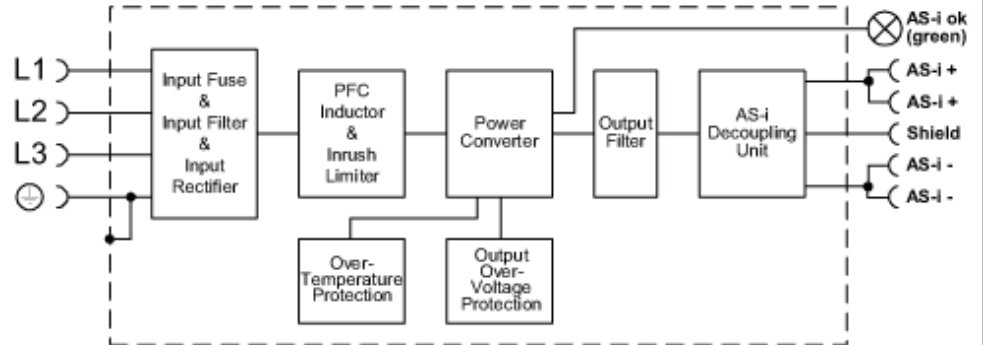 AS-i ok
(green)
L1
L2
L3
Input Fuse
&
Input Filter
&
Input
Rectifier
PFC
Inductor
&
Inrush
Limiter
Power
Converter
Output
Filter
AS-i
Decoupling
Unit
AS-i +
AS-i +
Shield
AS-i -
AS-i -
Over-
Temperature
Protection
Output
Over-
Voltage
Protection